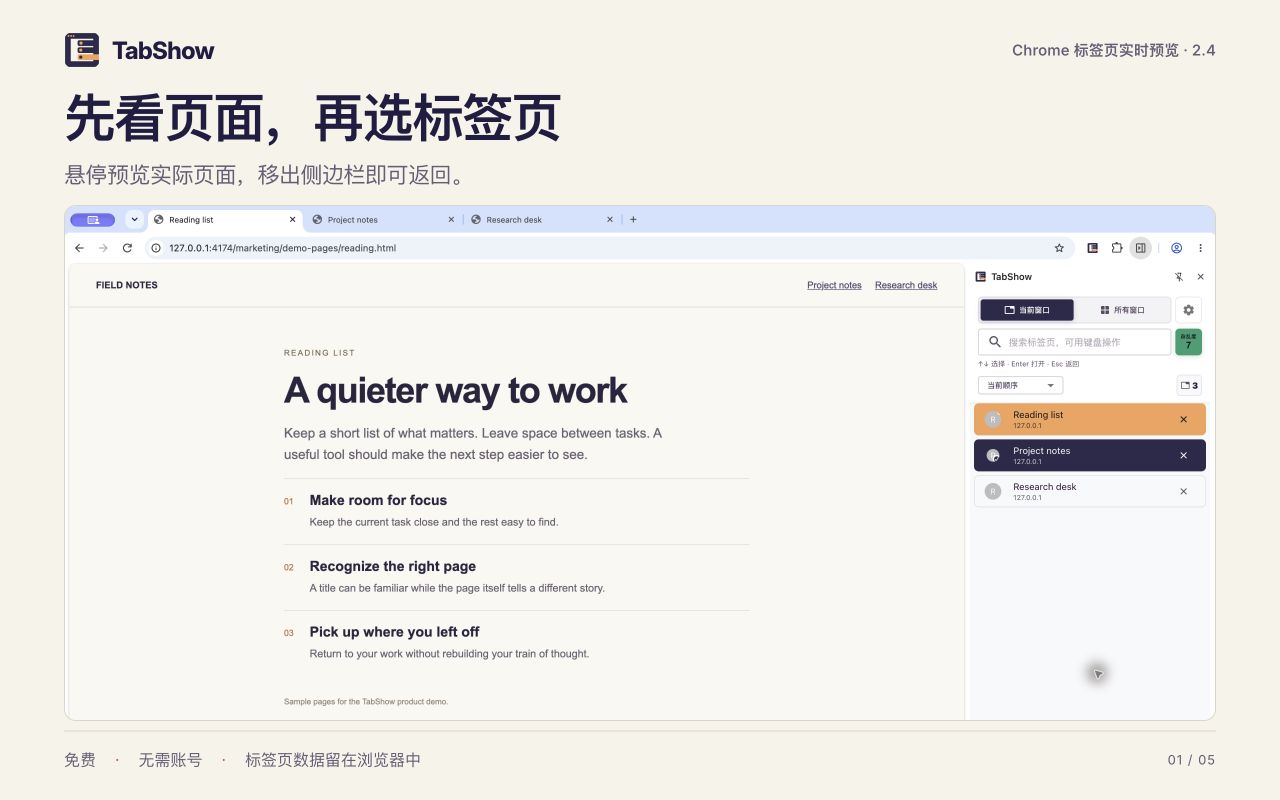 TabShow
Chrome 标签页实时预览 · 2.4
先看页面，再选标签页
悬停预览实际页面，移出侧边栏即可返回。
Reading list
Project notes
Research desk
127.0.0.1:4174/marketing/demo-pages/reading.html
FIELD NOTES
Project notes
Research desk
READING LIST
A quieter way to work
Keep a short list of what matters. Leave space between tasks. A
useful tool should make the next step easier to see.
01 Make room for focus
Keep the current task close and the rest easy to find.
02 Recognize the right page
A title can be familiar while the page itself tells a different story.
03 Pick up where you left off
Return to your work without rebuilding your train of thought.
Sample pages for the TabShow product demo.
TabShow
当前窗口
所有窗口
搜索标签页，可用键盘操作
7
↑↓ 选择 · Enter 打开 · Esc 返回
当前顺序
3
R
Reading list
127.0.0.1
Project notes
127.0.0.1
R
Research desk
127.0.0.1
免费 · 无需账号 · 标签页数据留在浏览器中
01 / 05